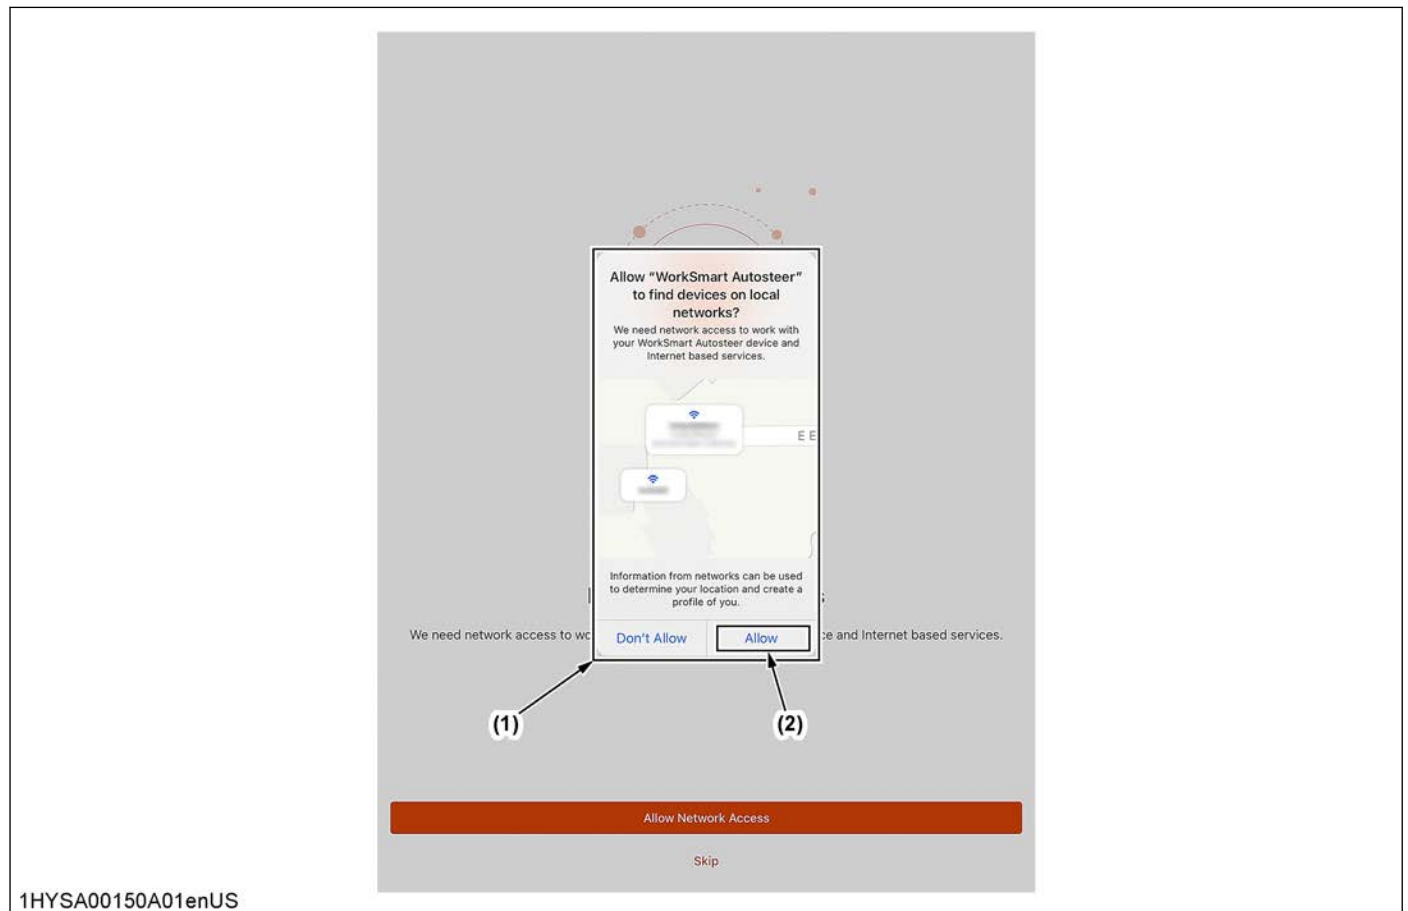 Allow "WorkSmart Autosteer"
to find devices on local
networks?
We need network access to work with
your WorkSmart Autosteer device and
Internet based services.
E E
Information from networks can be used
to determine your location and create a
profile of you.
We need network access to
and Internet based services.
Don't Allow
Allow
(1)
(2)
Allow Network Access
Skip
1HYSA00150A01enUS